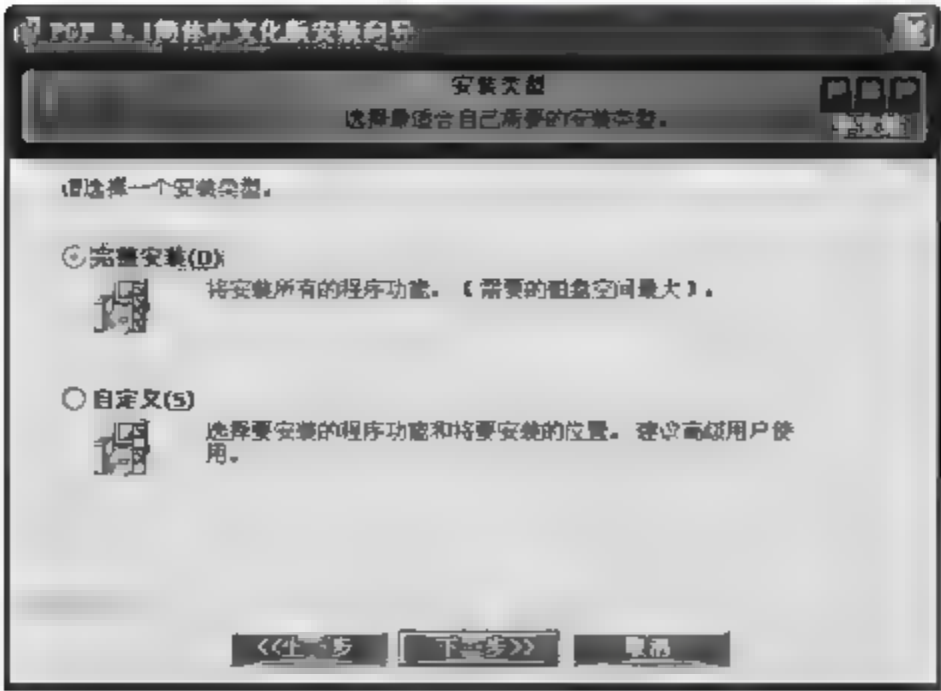 PGP 8.1简体中文化版安装向导
安装类型
选择最适合自己需要的安装类型。
PGP
请选择一个安装类型。
完整安装(D)
将安装所有的程序功能。(需要的磁盘空间最大)。
自定义(S)
选择要安装的程序功能和将要安装的位置。建议高级用户使
用。
<<上一步
下一步>>
取消